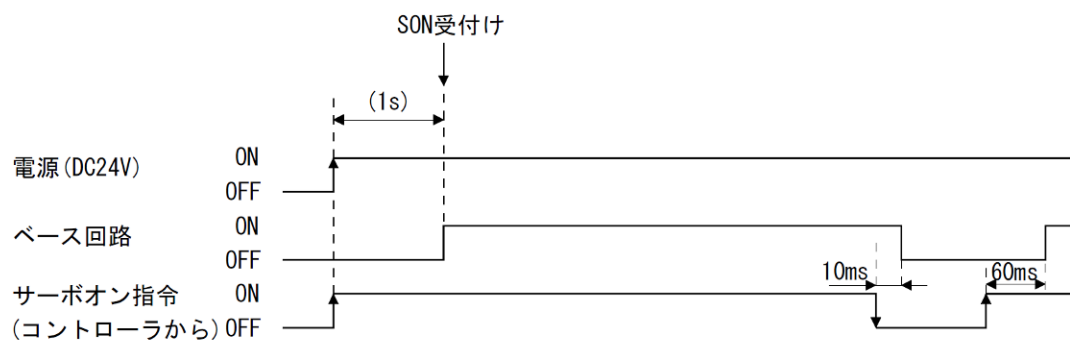 SON受付け
(1s)
電源(DC24V) ON
OFF
ベース回路 ON
OFF
10ms 60ms
サーボオン指令 ON
(コントローラから) OFF